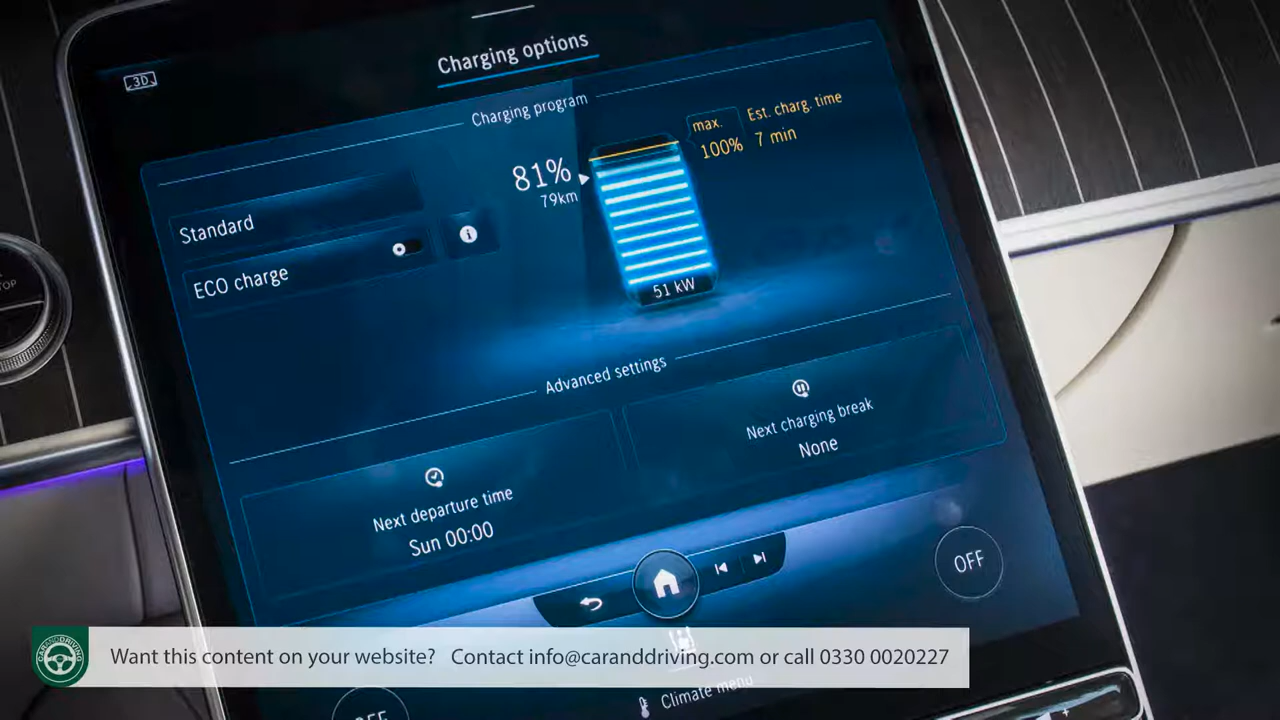 3D
Charging options
Charging program
Standard
ECO charge
81%
79km
max.
100%
Est. charg. time
7 min
51 kW
Advanced settings
Next departure time
Sun 00:00
Next charging break
None
OFF
CARANDDRIVING
Want this content on your website? Contact info@caranddriving.com or call 0330 0020227
Climate menu